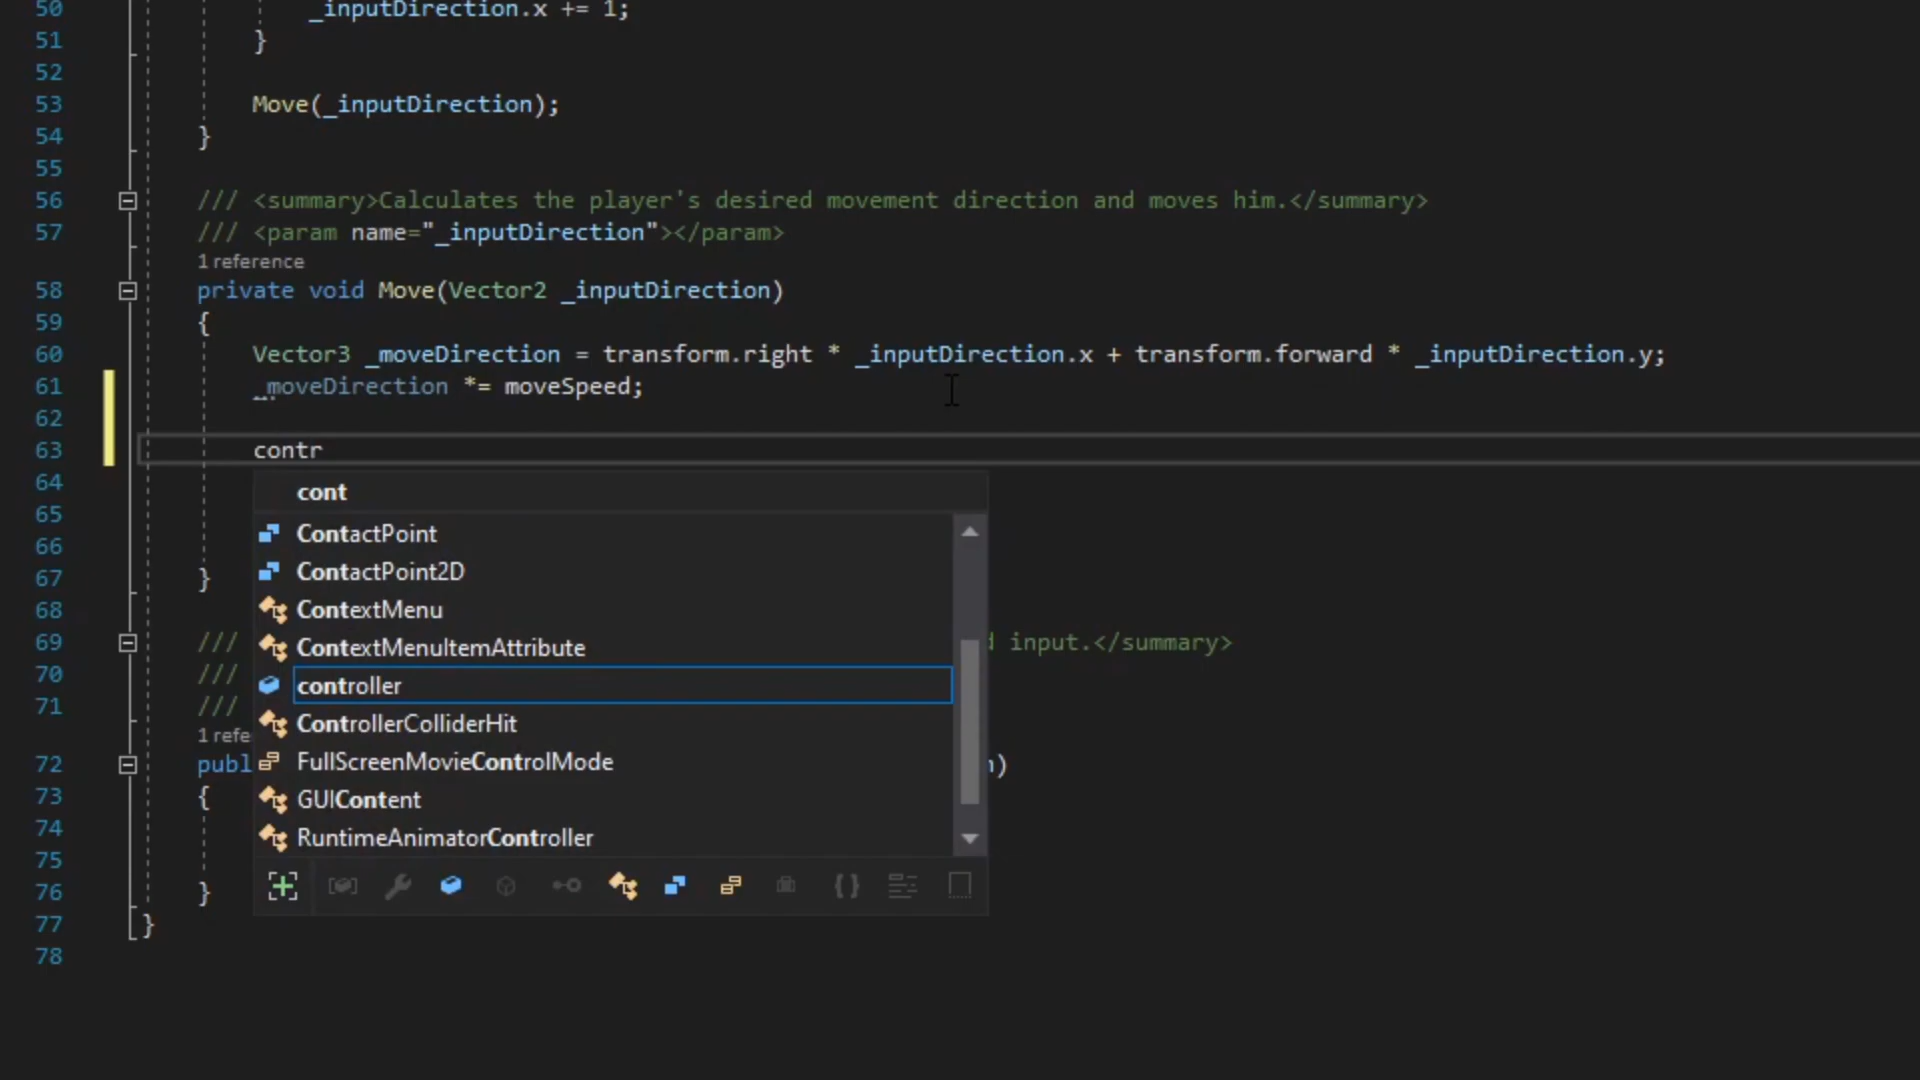 50 _inputDirection.x += 1;
51 }
52
53 Move(_inputDirection);
54 }
55
56 /// <summary>Calculates the player's desired movement direction and moves him.</summary>
57 /// <param name="_inputDirection"></param>
1 reference
58 private void Move(Vector2 _inputDirection)
59 {
60 Vector3 _moveDirection = transform.right * _inputDirection.x + transform.forward * _inputDirection.y;
61 _moveDirection *= moveSpeed;
62
63 contr
64 cont
65 ContactPoint
66 ContactPoint2D
67 }
68 ContextMenu
69 /// ContextMenuItemAttribute input.</summary>
70 /// controller
71 /// ControllerColliderHit
1 refe
72 publ FullScreenMovieControlMode )
73 { GUIContent
74 RuntimeAnimatorController
75
76 }
77 }
78